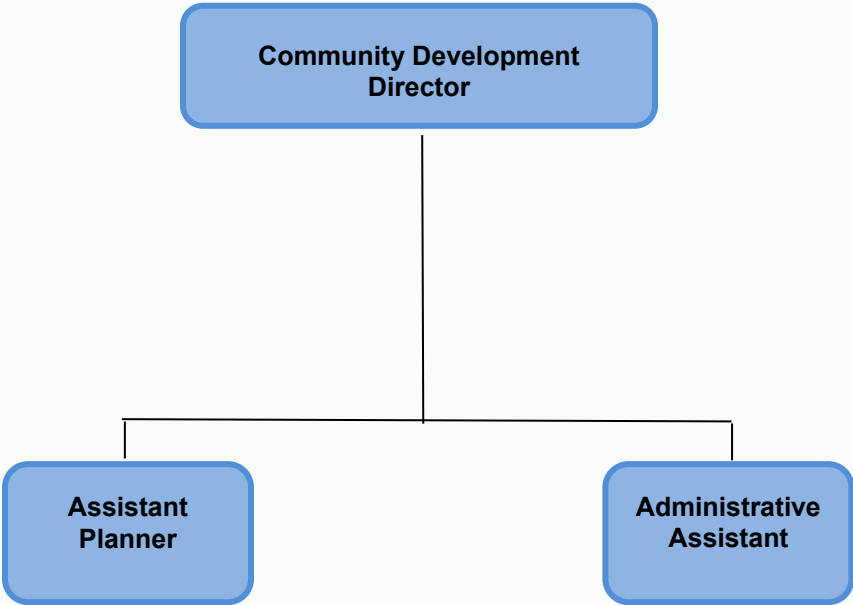 Community Development
Director
Assistant
Planner
Administrative
Assistant